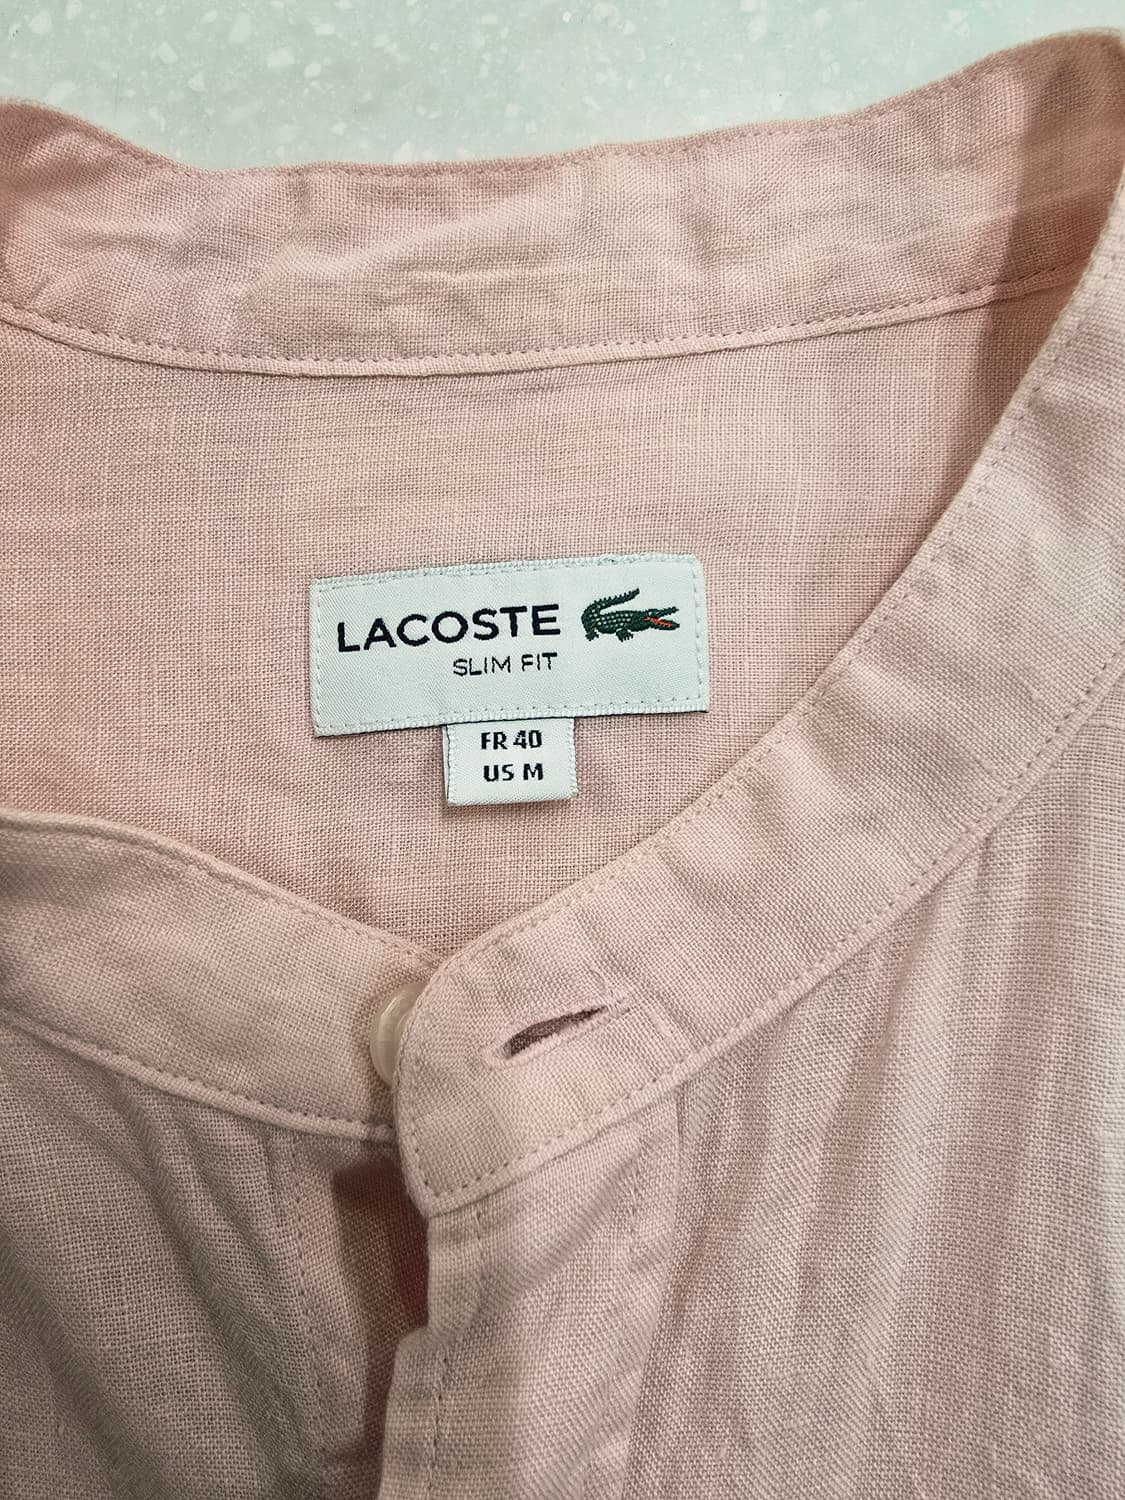 LACOSTE
SLIM FIT
FR 40
US M